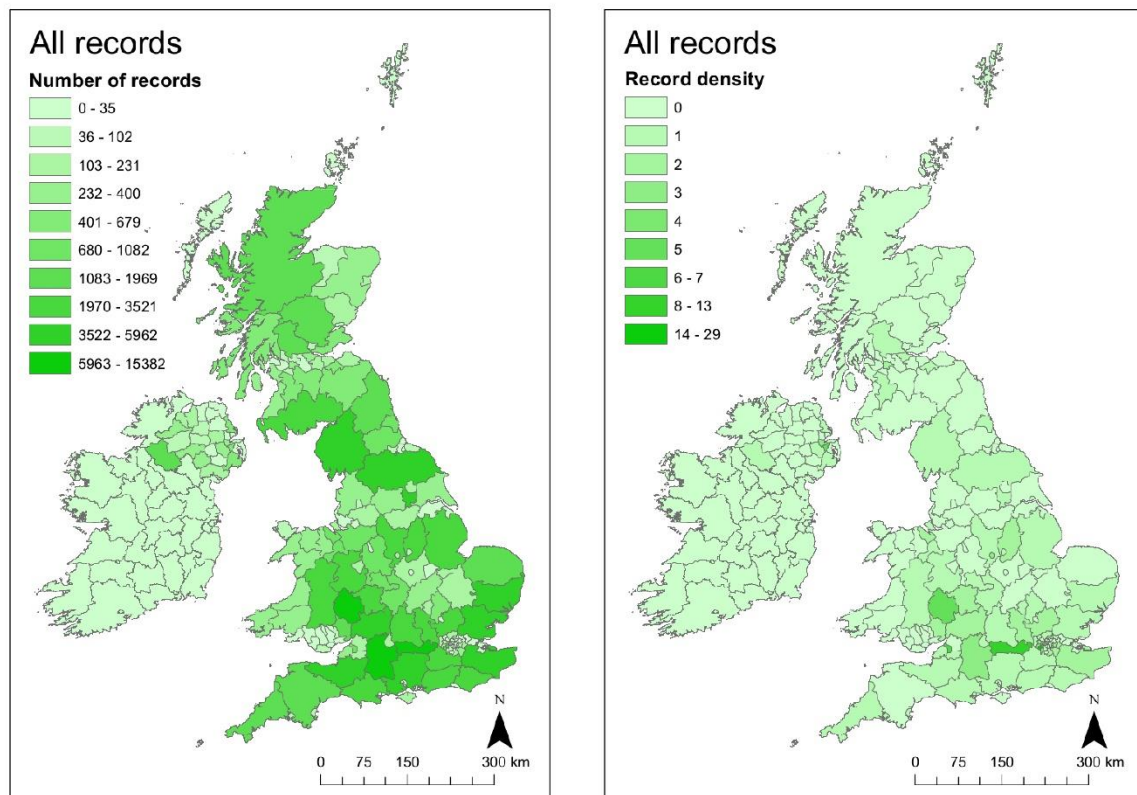 All records
Number of records
0 - 35
36 - 102
103 - 231
232 - 400
401 - 679
680 - 1082
1083 - 1969
1970 - 3521
3522 - 5962
5963 - 15382
N
0 75 150 300 km
All records
Record density
0
1
2
3
4
5
6 - 7
8 - 13
14 - 29
N
0 75 150 300 km